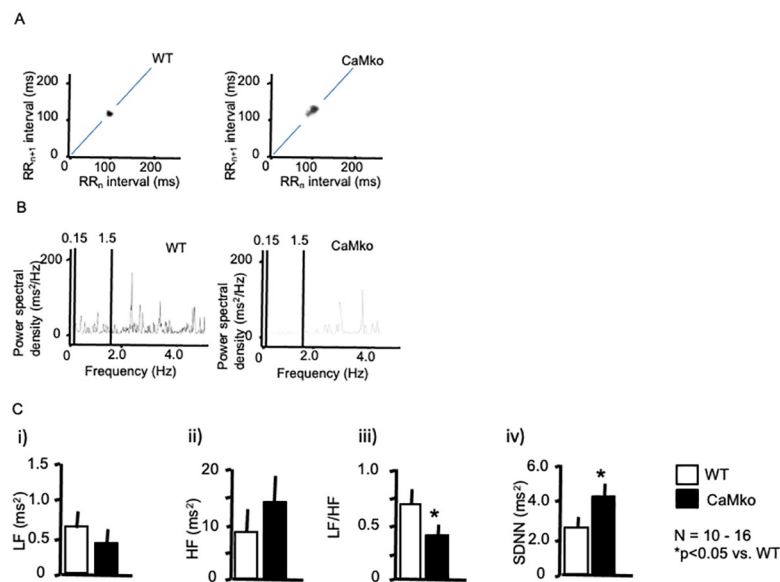 A
WT
CaMko
200
100
0
RRn+1 interval (ms)
0 100 200
RRn interval (ms)
200
100
0
RRn+1 interval (ms)
0 100 200
RRn interval (ms)
B
0.15 1.5 WT
0.15 1.5 CaMko
200
0
Power spectral
density (ms²/Hz)
0 2.0 4.0
Frequency (Hz)
200
0
Power spectral
density (ms²/Hz)
0 2.0 4.0
Frequency (Hz)
C
i)
1.5
1.0
0.5
0
LF (ms²)
ii)
20
10
0
HF (ms²)
iii)
1.0
0.5
0
LF/HF
*
iv)
6.0
4.0
2.0
0
SDNN (ms²)
*
WT
CaMko
N = 10 - 16
*p<0.05 vs. WT